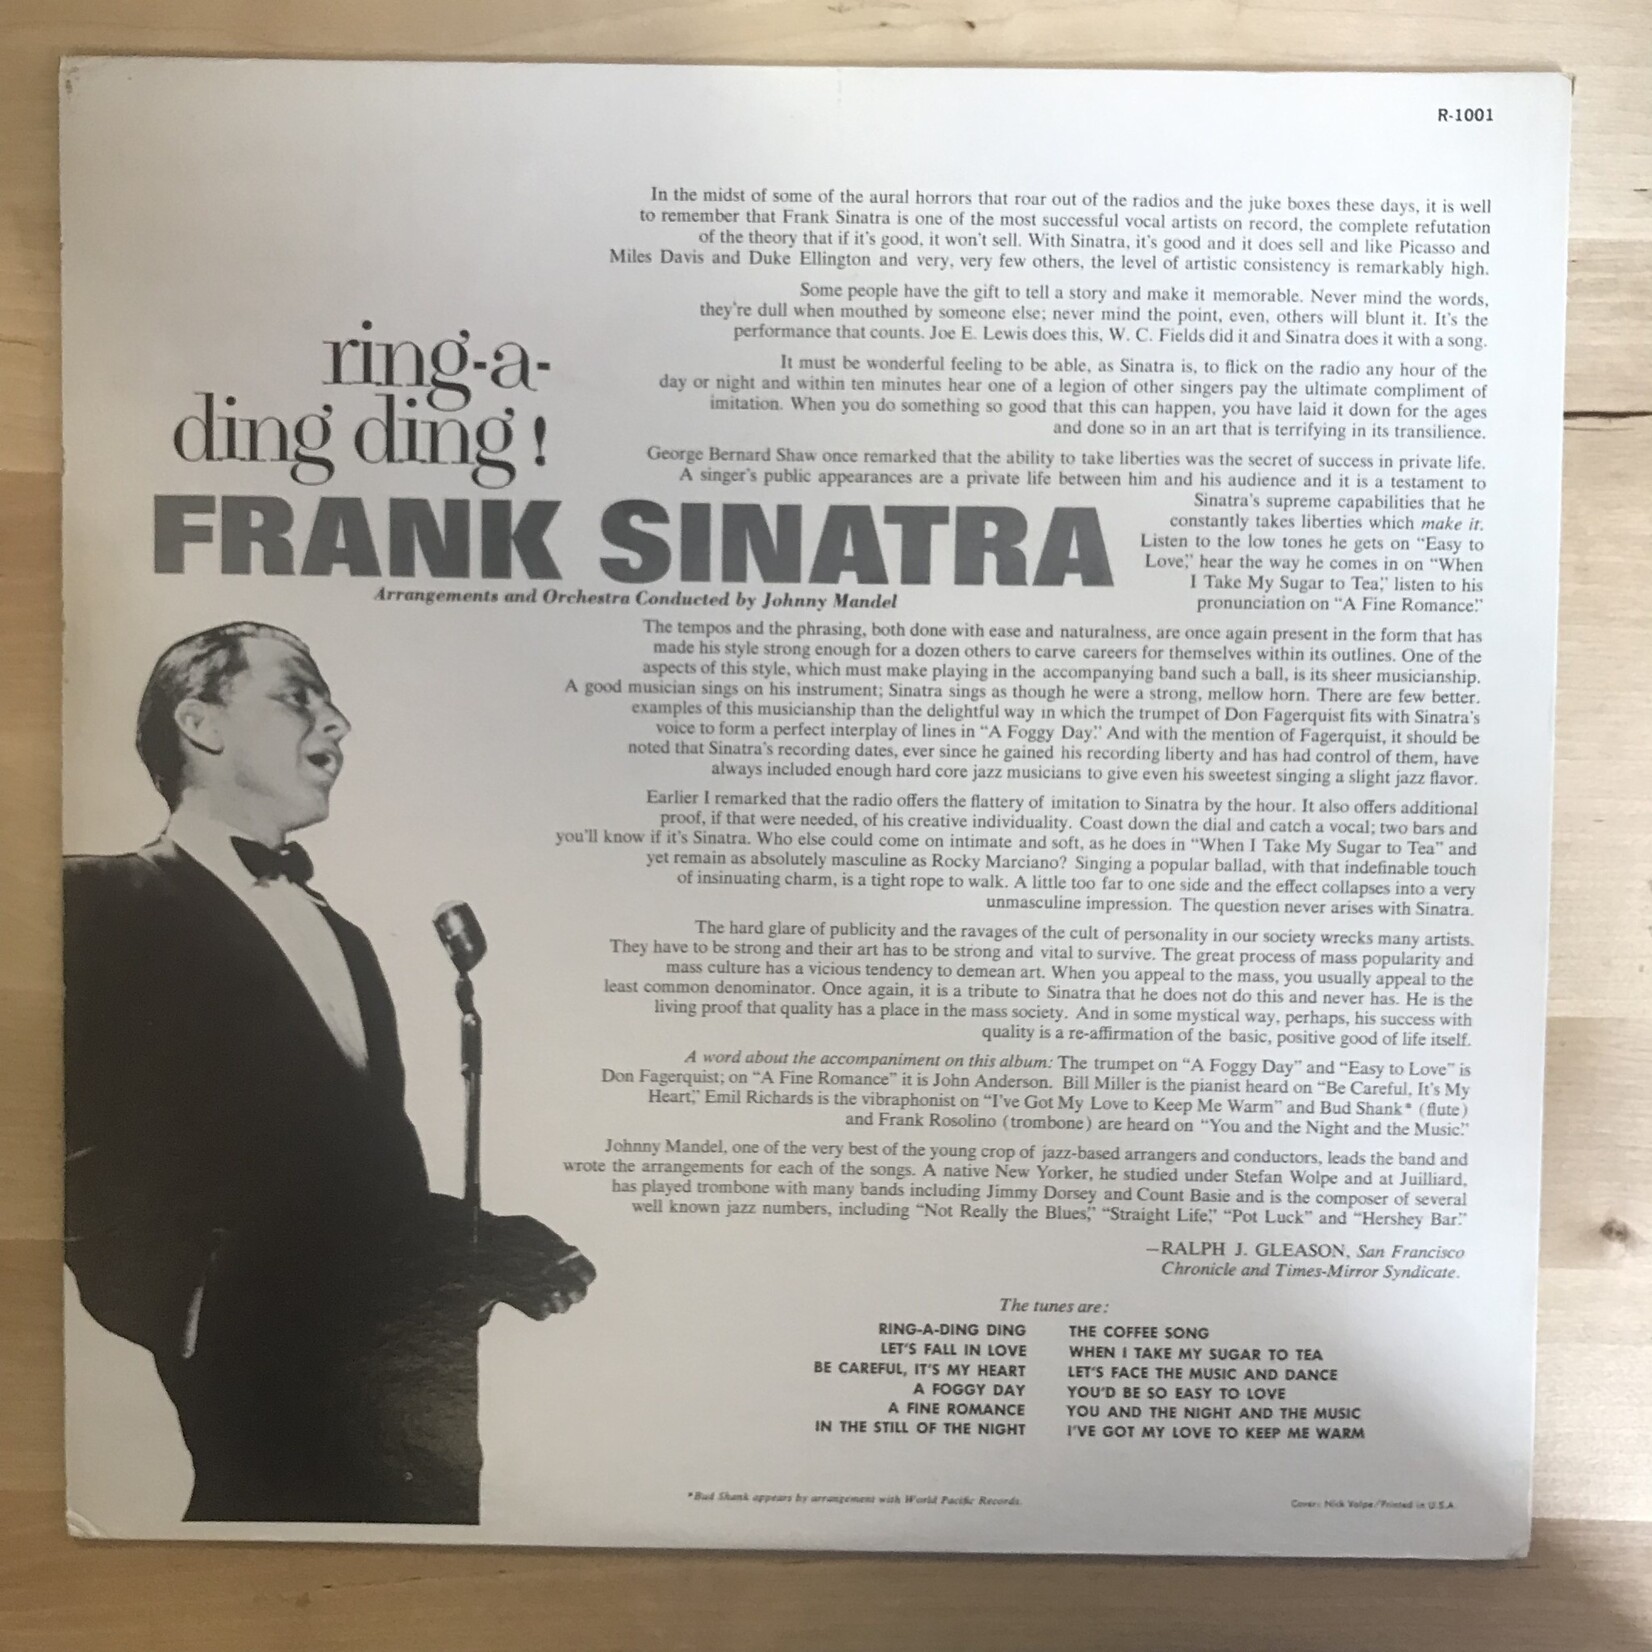 R-1001
In the midst of some of the aural horrors that roar out of the radios and the juke boxes these days, it is well
to remember that Frank Sinatra is one of the most successful vocal artists on record, the complete refutation
of the theory that if it's good, it won't sell. With Sinatra, it's good and it does sell and like Picasso and
Miles Davis and Duke Ellington and very, very few others, the level of artistic consistency is remarkably high.
Some people have the gift to tell a story and make it memorable. Never mind the words,
they're dull when mouthed by someone else; never mind the point, even, others will blunt it. It's the
performance that counts. Joe E. Lewis does this, W. C. Fields did it and Sinatra does it with a song.
It must be wonderful feeling to be able, as Sinatra is, to flick on the radio any hour of the
day or night and within ten minutes hear one of a legion of other singers pay the ultimate compliment of
imitation. When you do something so good that this can happen, you have laid it down for the ages
and done so in an art that is terrifying in its transilience.
ring-a-
ding ding!
FRANK SINATRA
Arrangements and Orchestra Conducted by Johnny Mandel
George Bernard Shaw once remarked that the ability to take liberties was the secret of success in private life.
A singer's public appearances are a private life between him and his audience and it is a testament to
Sinatra's supreme capabilities that he
constantly takes liberties which make it.
Listen to the low tones he gets on “Easy to
Love,” hear the way he comes in on “When
I Take My Sugar to Tea,” listen to his
pronunciation on “A Fine Romance.”
The tempos and the phrasing, both done with ease and naturalness, are once again present in the form that has
made his style strong enough for a dozen others to carve careers for themselves within its outlines. One of the
aspects of this style, which must make playing in the accompanying band such a ball, is its sheer musicianship.
A good musician sings on his instrument; Sinatra sings as though he were a strong, mellow horn. There are few better.
examples of this musicianship than the delightful way in which the trumpet of Don Fagerquist fits with Sinatra's
voice to form a perfect interplay of lines in “A Foggy Day.” And with the mention of Fagerquist, it should be
noted that Sinatra's recording dates, ever since he gained his recording liberty and has had control of them, have
always included enough hard core jazz musicians to give even his sweetest singing a slight jazz flavor.
Earlier I remarked that the radio offers the flattery of imitation to Sinatra by the hour. It also offers additional
proof, if that were needed, of his creative individuality. Coast down the dial and catch a vocal; two bars and
you'll know if it's Sinatra. Who else could come on intimate and soft, as he does in “When I Take My Sugar to Tea” and
yet remain as absolutely masculine as Rocky Marciano? Singing a popular ballad, with that indefinable touch
of insinuating charm, is a tight rope to walk. A little too far to one side and the effect collapses into a very
unmasculine impression. The question never arises with Sinatra.
The hard glare of publicity and the ravages of the cult of personality in our society wrecks many artists.
They have to be strong and their art has to be strong and vital to survive. The great process of mass popularity and
mass culture has a vicious tendency to demean art. When you appeal to the mass, you usually appeal to the
least common denominator. Once again, it is a tribute to Sinatra that he does not do this and never has. He is the
living proof that quality has a place in the mass society. And in some mystical way, perhaps, his success with
quality is a re-affirmation of the basic, positive good of life itself.
A word about the accompaniment on this album: The trumpet on “A Foggy Day” and “Easy to Love” is
Don Fagerquist; on “A Fine Romance” it is John Anderson. Bill Miller is the pianist heard on “Be Careful, It's My
Heart,” Emil Richards is the vibraphonist on “I've Got My Love to Keep Me Warm” and Bud Shank* (flute)
and Frank Rosolino (trombone) are heard on “You and the Night and the Music.”
Johnny Mandel, one of the very best of the young crop of jazz-based arrangers and conductors, leads the band and
wrote the arrangements for each of the songs. A native New Yorker, he studied under Stefan Wolpe and at Juilliard,
has played trombone with many bands including Jimmy Dorsey and Count Basie and is the composer of several
well known jazz numbers, including “Not Really the Blues,” “Straight Life,” “Pot Luck” and “Hershey Bar.”
—RALPH J. GLEASON, San Francisco
Chronicle and Times-Mirror Syndicate.
The tunes are:
RING-A-DING DING
LET'S FALL IN LOVE
BE CAREFUL, IT'S MY HEART
A FOGGY DAY
A FINE ROMANCE
IN THE STILL OF THE NIGHT
THE COFFEE SONG
WHEN I TAKE MY SUGAR TO TEA
LET'S FACE THE MUSIC AND DANCE
YOU'D BE SO EASY TO LOVE
YOU AND THE NIGHT AND THE MUSIC
I'VE GOT MY LOVE TO KEEP ME WARM
*Bud Shank appears by arrangement with World Pacific Records.
Cover: Nick Volpe/Printed in U.S.A.